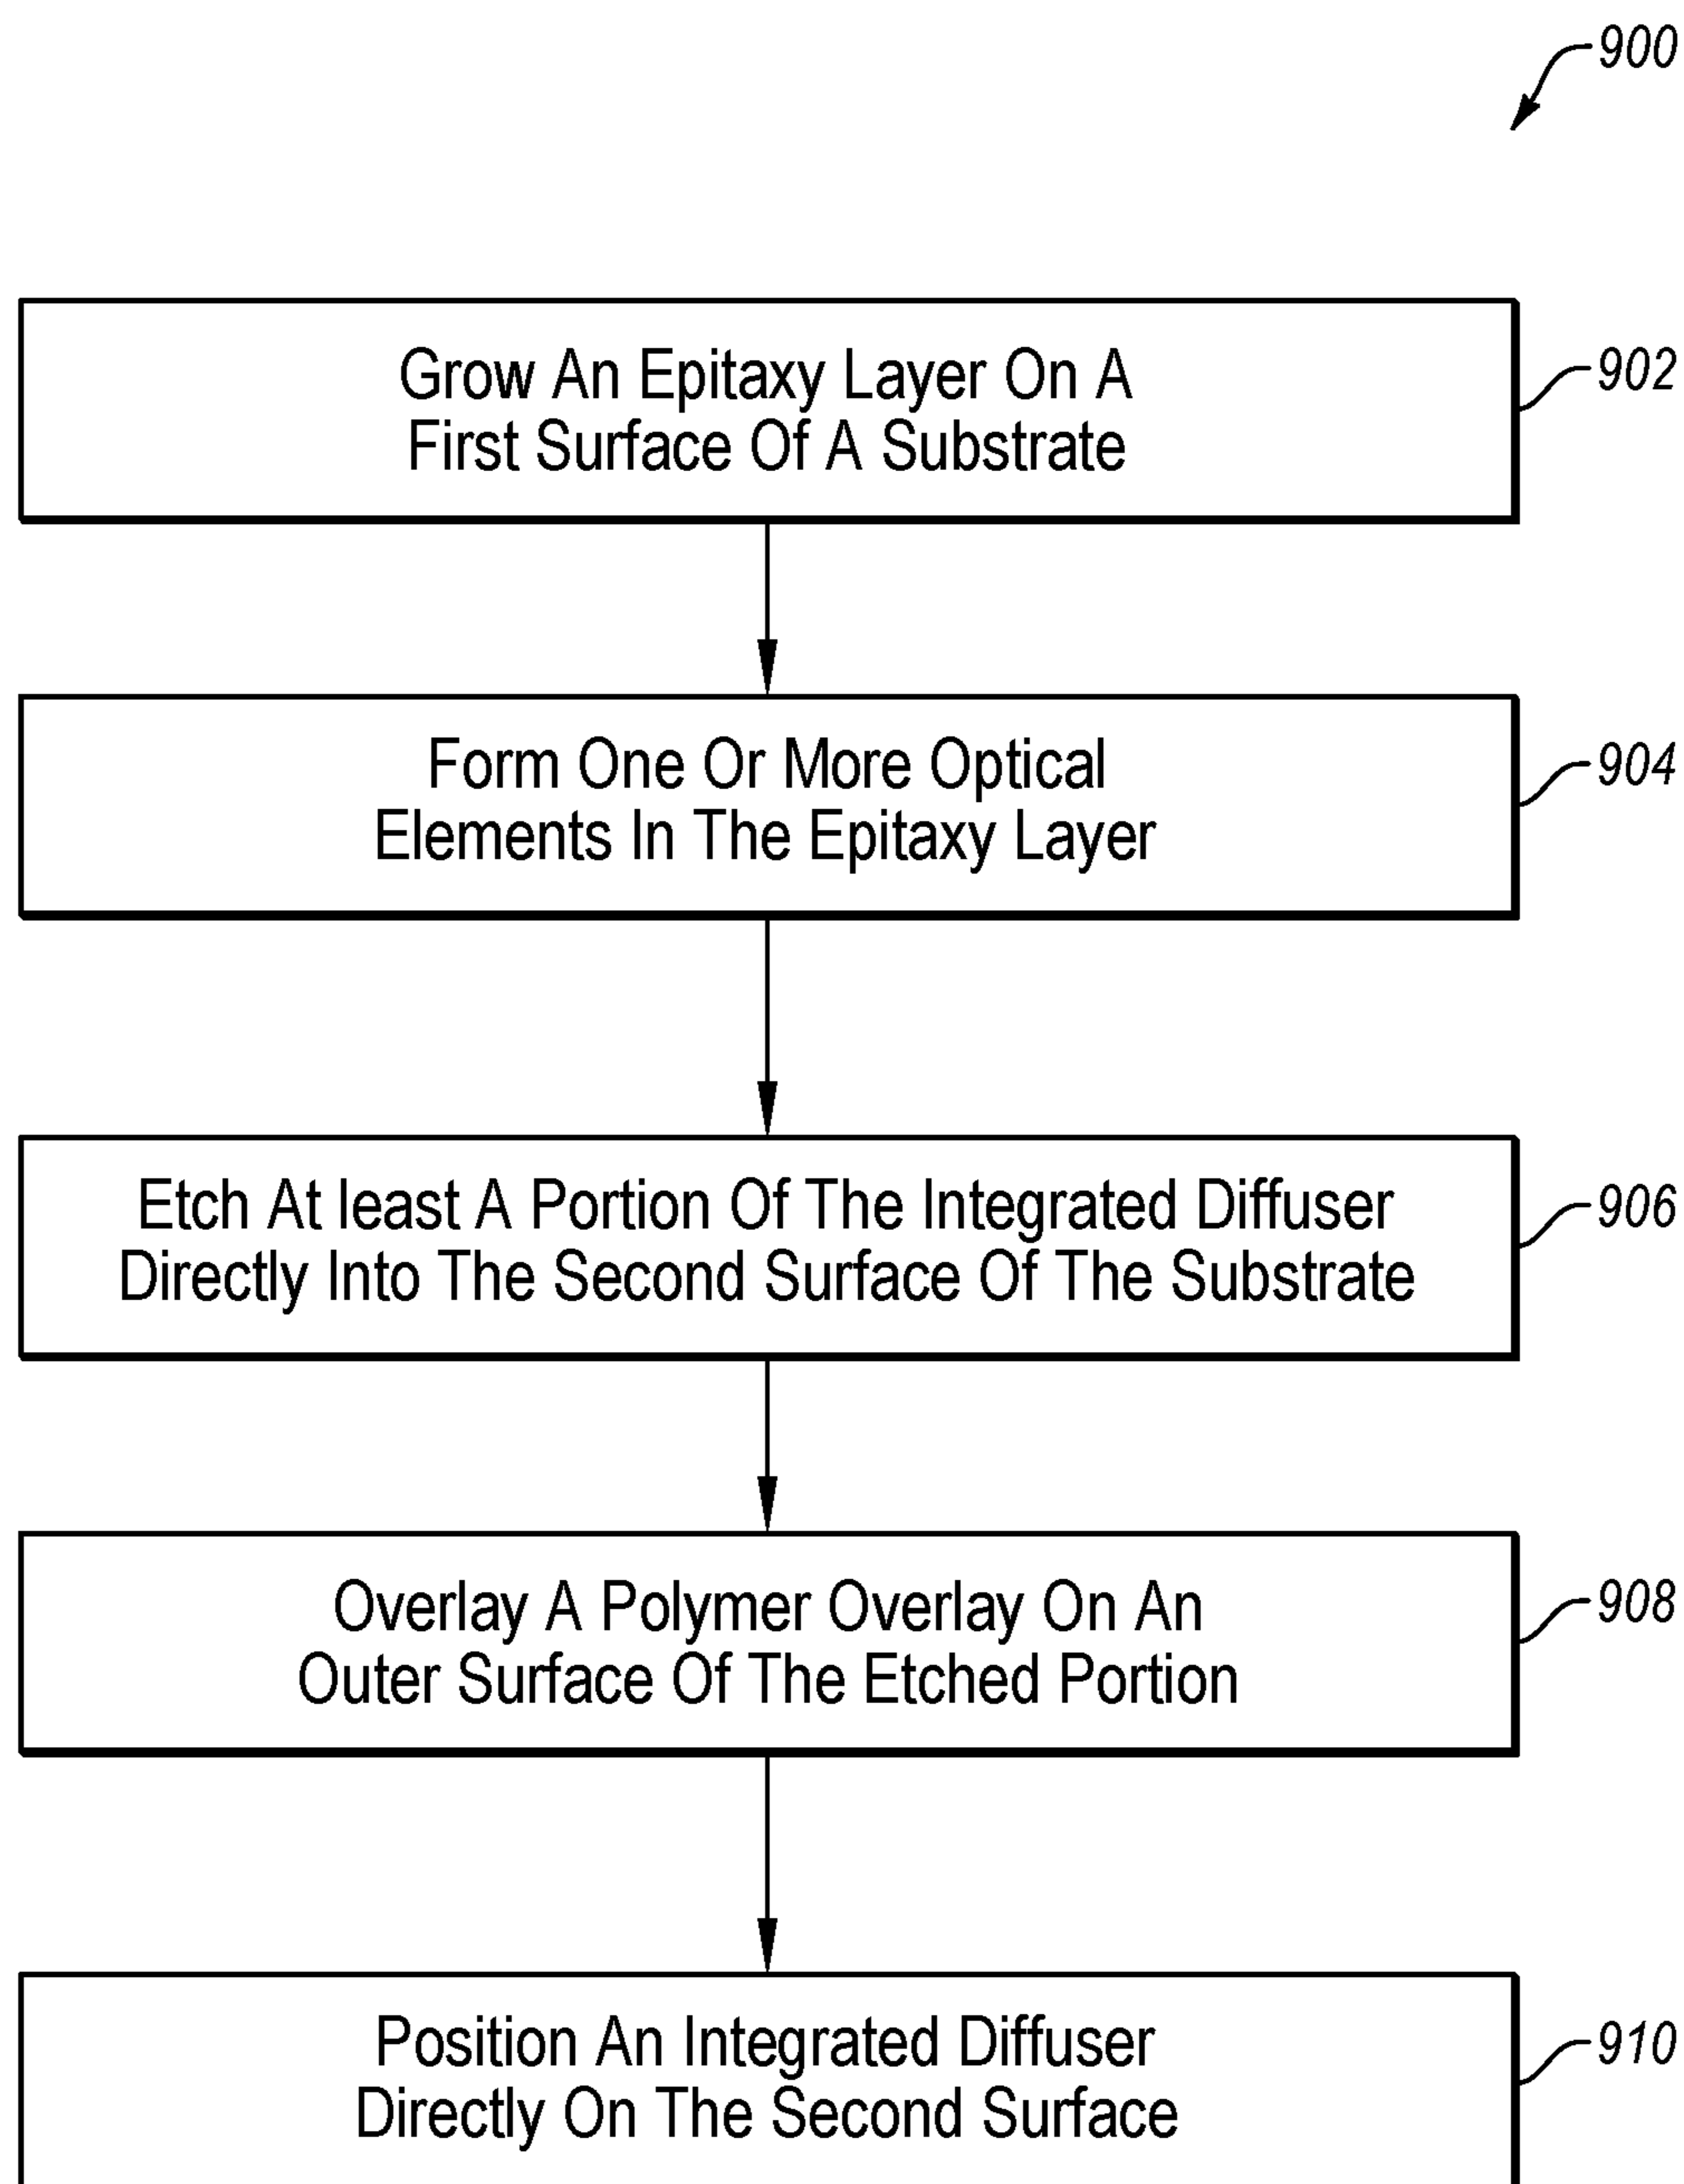 900
Grow An Epitaxy Layer On A
First Surface Of A Substrate
902
Form One Or More Optical
Elements In The Epitaxy Layer
904
Etch At least A Portion Of The Integrated Diffuser
Directly Into The Second Surface Of The Substrate
906
Overlay A Polymer Overlay On An
Outer Surface Of The Etched Portion
908
Position An Integrated Diffuser
Directly On The Second Surface
910